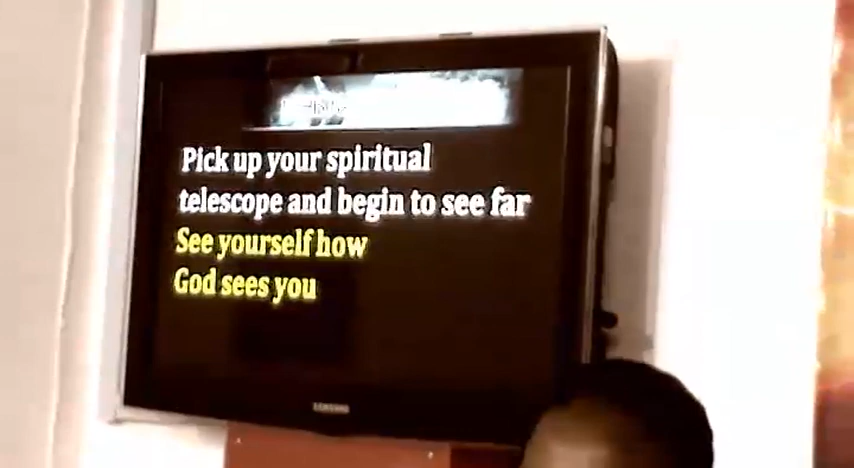 Pick up your spiritual
telescope and begin to see far
See yourself how
God sees you
SAMSUNG